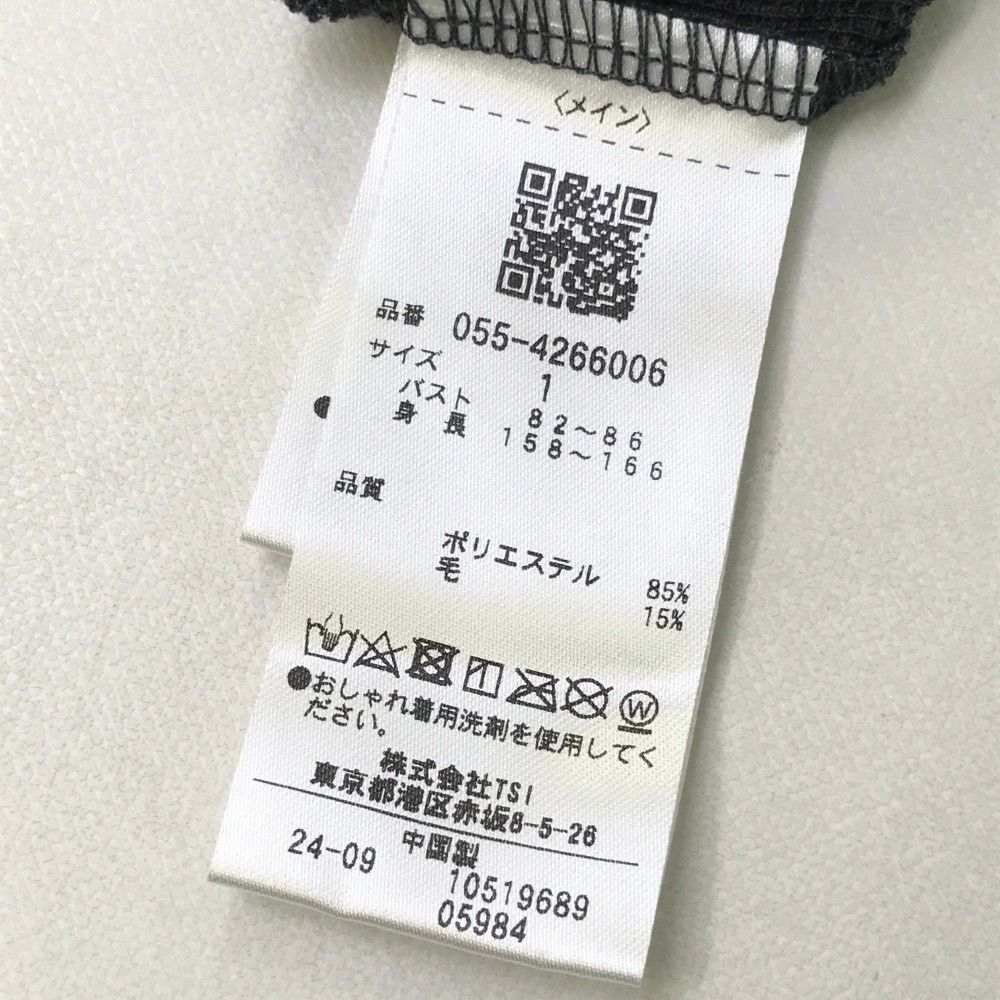 〈メイン〉
品番 055-4266006
サイズ 1
バスト 82～86
身長 158～166
品質
ポリエステル 85%
毛 15%
W
●おしゃれ着用洗剤を使用してく
ださい。
株式会社TSI
東京都港区赤坂8-5-26
中国製
24-09 10519689
05984